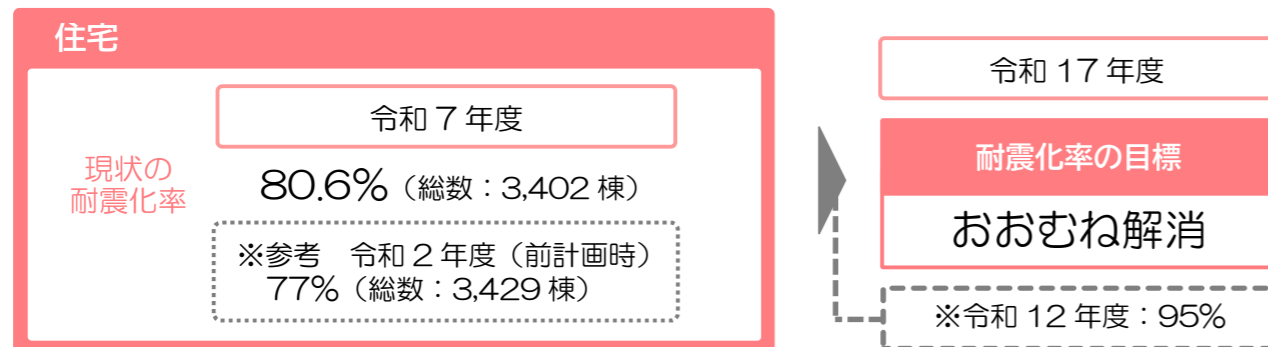 住宅
令和 7 年度
現状の
耐震化率
80.6%（総数：3,402 棟）
※参考　令和 2 年度（前計画時）
77%（総数：3,429 棟）
令和 17 年度
耐震化率の目標
おおむね解消
※令和 12 年度：95%